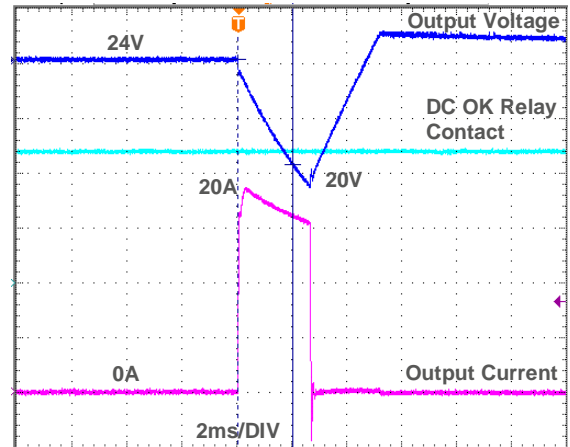 T
Output Voltage
24V
DC OK Relay
Contact
20A
20V
0A
Output Current
2ms/DIV